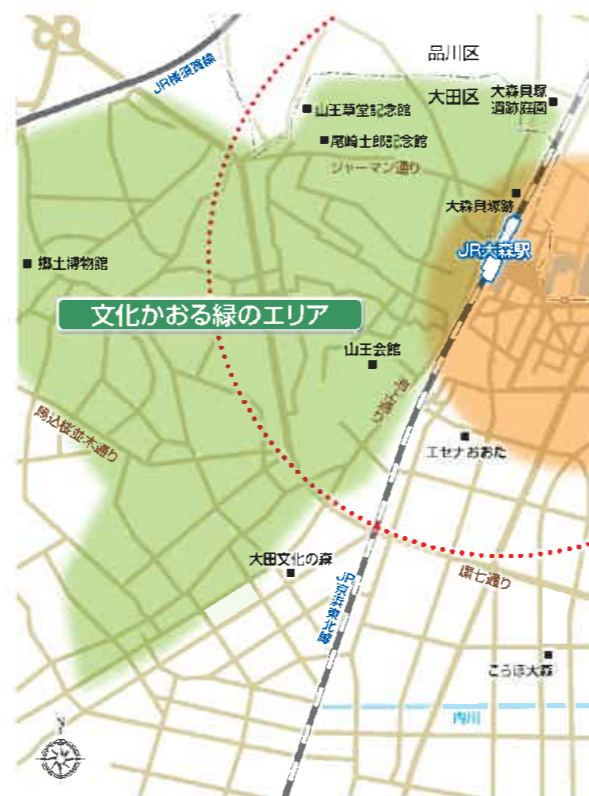 品川区
JR横須賀線
大田区
大森貝塚
遺跡庭園
山王草堂記念館
尾崎士郎記念館
ジャーマン通り
大森貝塚跡
JR大森駅
郷土博物館
文化かおる緑のエリア
山王会館
池上通り
馬込桜並木通り
エセナおおた
大田文化の森
環七通り
JR京浜東北線
こらぼ大森
内川
N